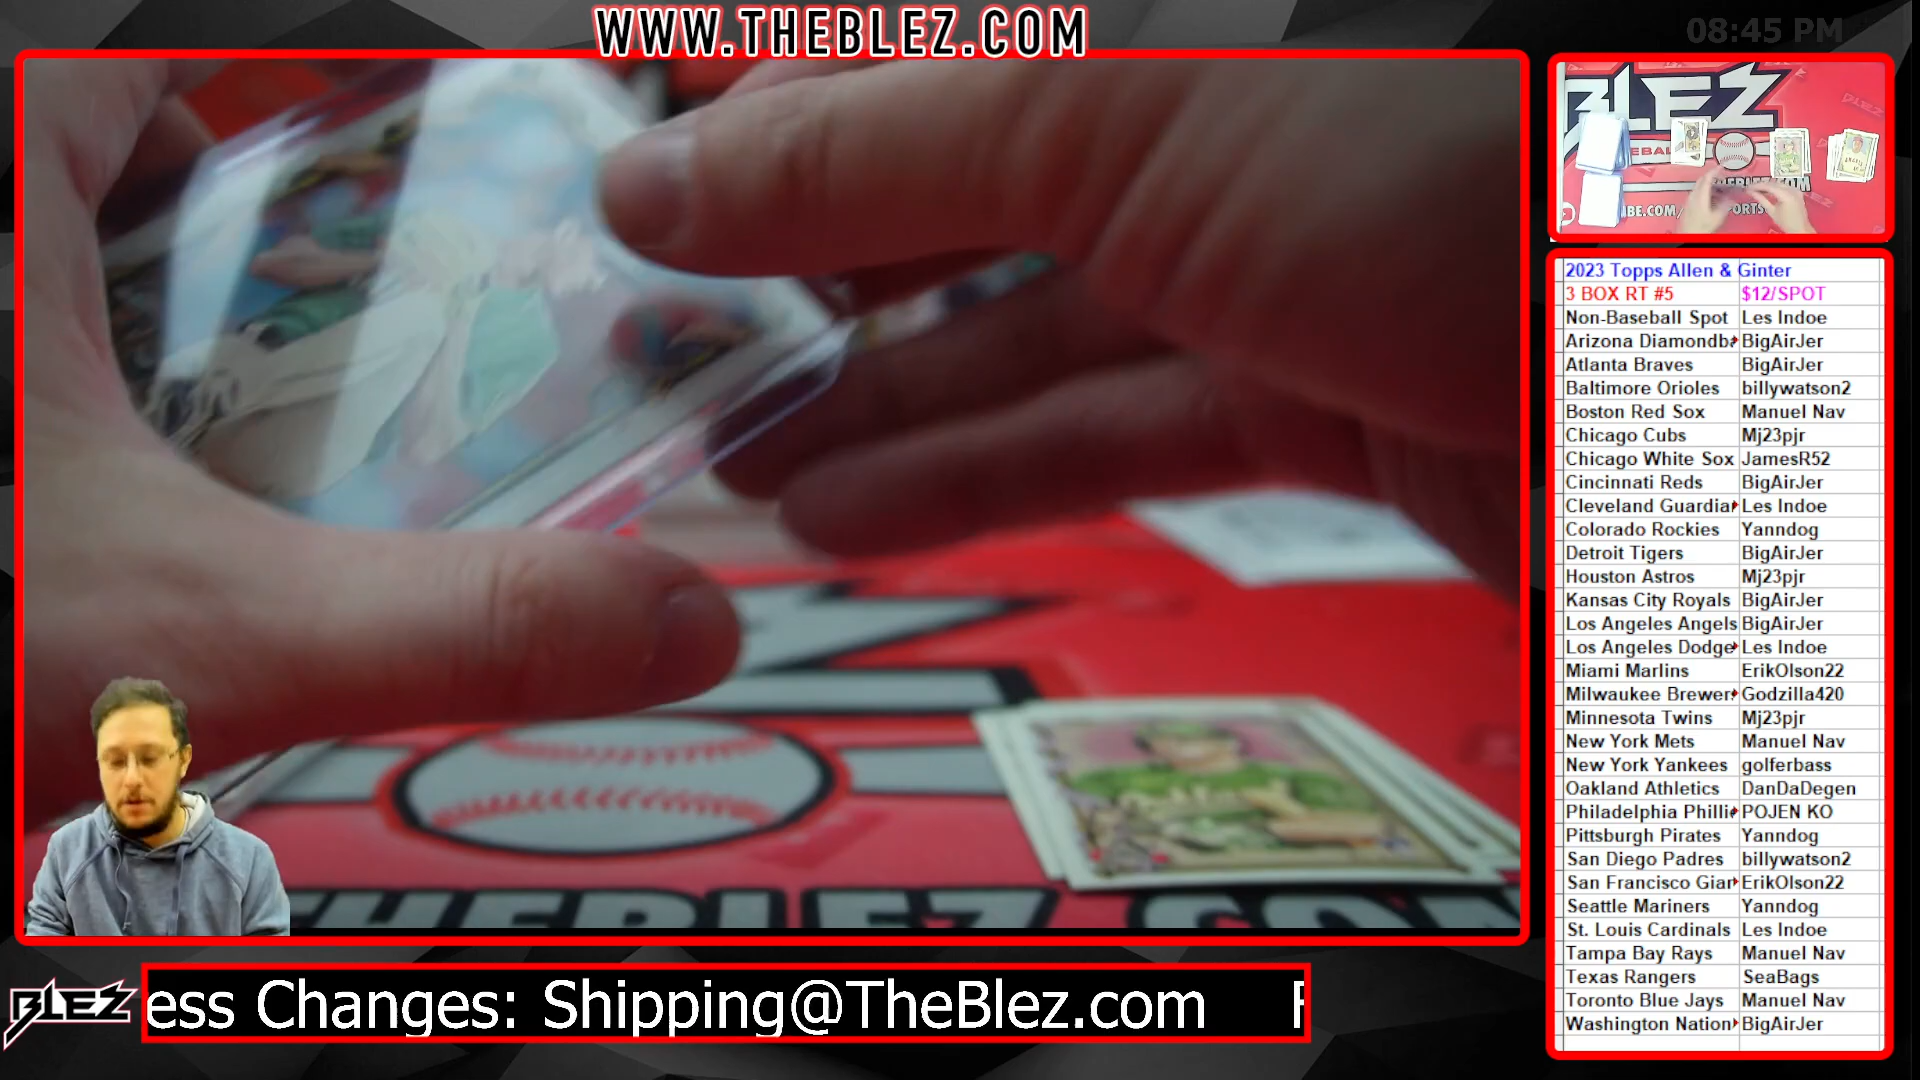 WWW.THEBLEZ.COM
08:45 PM
BLEZ
2023 Topps Allen & Ginter
3 BOX RT #5 $12/SPOT
Non-Baseball Spot Les Indoe
Arizona Diamondba BigAirJer
Atlanta Braves BigAirJer
Baltimore Orioles billywatson2
Boston Red Sox Manuel Nav
Chicago Cubs Mj23pjr
Chicago White Sox JamesR52
Cincinnati Reds BigAirJer
Cleveland Guardia Les Indoe
Colorado Rockies Yanndog
Detroit Tigers BigAirJer
Houston Astros Mj23pjr
Kansas City Royals BigAirJer
Los Angeles Angels BigAirJer
Los Angeles Dodge Les Indoe
Miami Marlins ErikOlson22
Milwaukee Brewer Godzilla420
Minnesota Twins Mj23pjr
New York Mets Manuel Nav
New York Yankees golferbass
Oakland Athletics DanDaDegen
Philadelphia Philli POJEN KO
Pittsburgh Pirates Yanndog
San Diego Padres billywatson2
San Francisco Giar ErikOlson22
Seattle Mariners Yanndog
St. Louis Cardinals Les Indoe
Tampa Bay Rays Manuel Nav
Texas Rangers SeaBags
Toronto Blue Jays Manuel Nav
Washington Nation BigAirJer
THEBLEZ.COM
BLEZ
ess Changes: Shipping@TheBlez.com